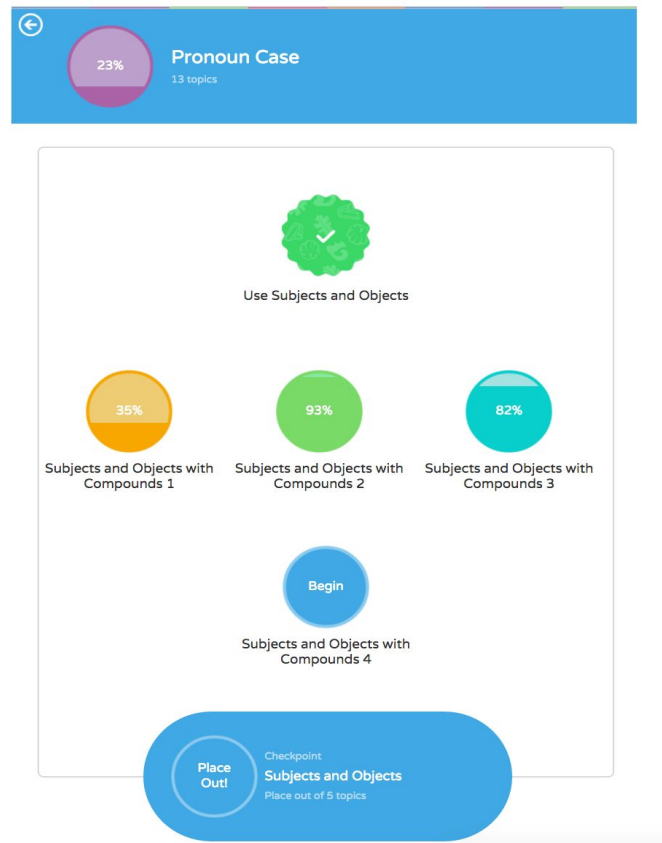 23%
Pronoun Case
13 topics
Use Subjects and Objects
35%
93%
82%
Subjects and Objects with
Compounds 1
Subjects and Objects with
Compounds 2
Subjects and Objects with
Compounds 3
Begin
Subjects and Objects with
Compounds 4
Place
Out!
Checkpoint
Subjects and Objects
Place out of 5 topics